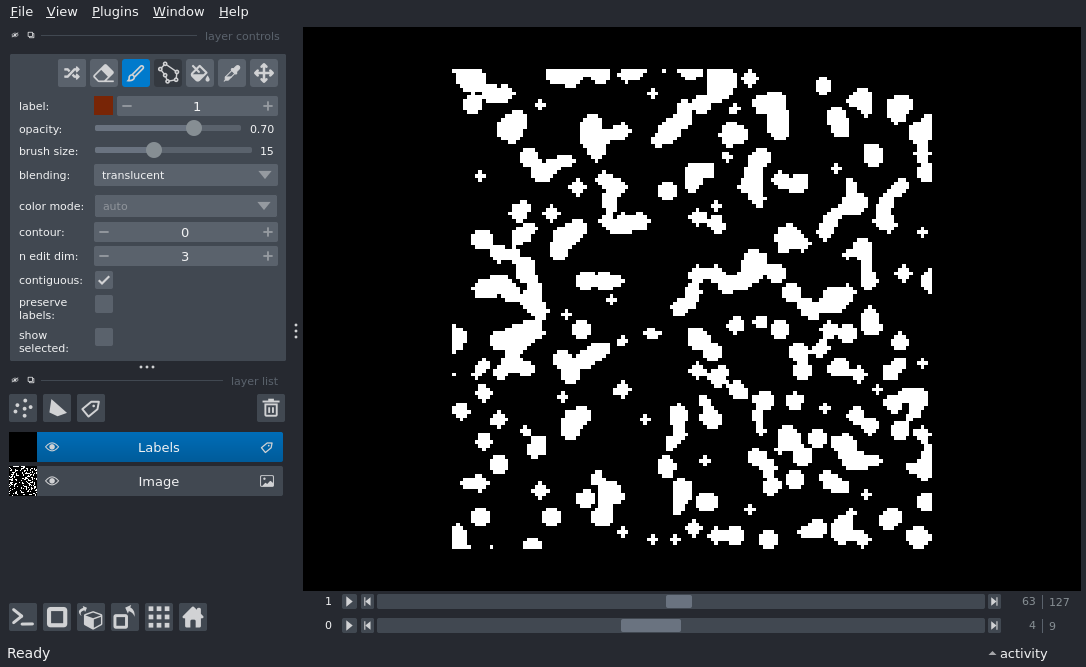 File View Plugins Window Help
layer controls
label: 1
opacity: 0.70
brush size: 15
blending: translucent
color mode: auto
contour: 0
n edit dim: 3
contiguous:
preserve
labels:
show
selected:
layer list
Labels
Image
1 63 127
0 4 9
Ready activity